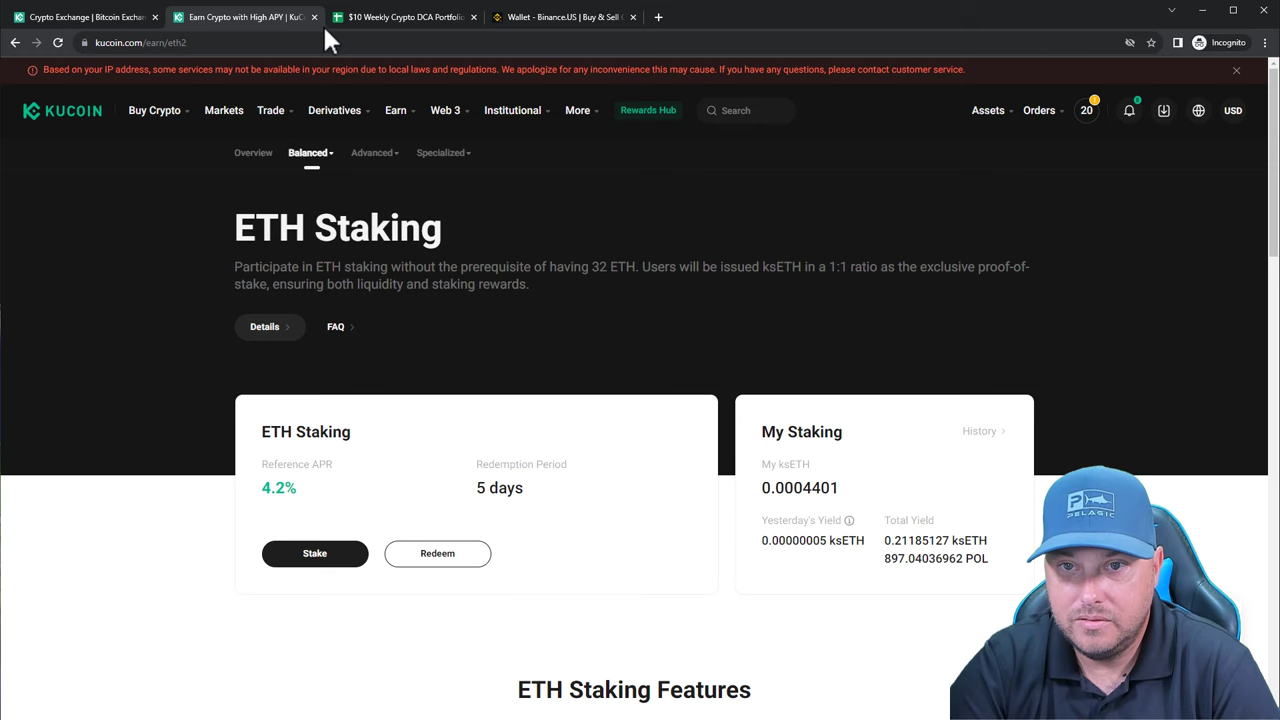 Crypto Exchange | Bitcoin Exchan
Earn Crypto with High APY | KuCo
$10 Weekly Crypto DCA Portfolio
Wallet - Binance.US | Buy & Sell C
kucoin.com/earn/eth2
Incognito
Based on your IP address, some services may not be available in your region due to local laws and regulations. We apologize for any inconvenience this may cause. If you have any questions, please contact customer service.
KUCOIN
Buy Crypto
Markets
Trade
Derivatives
Earn
Web 3
Institutional
More
Rewards Hub
Search
Assets
Orders
20
USD
Overview
Balanced
Advanced
Specialized
ETH Staking
Participate in ETH staking without the prerequisite of having 32 ETH. Users will be issued ksETH in a 1:1 ratio as the exclusive proof-of-
stake, ensuring both liquidity and staking rewards.
Details
FAQ
ETH Staking
Reference APR
Redemption Period
4.2%
5 days
Stake
Redeem
My Staking
History
My ksETH
0.0004401
Yesterday's Yield
Total Yield
0.00000005 ksETH
0.21185127 ksETH
897.04036962 POL
ETH Staking Features
PELAGIC